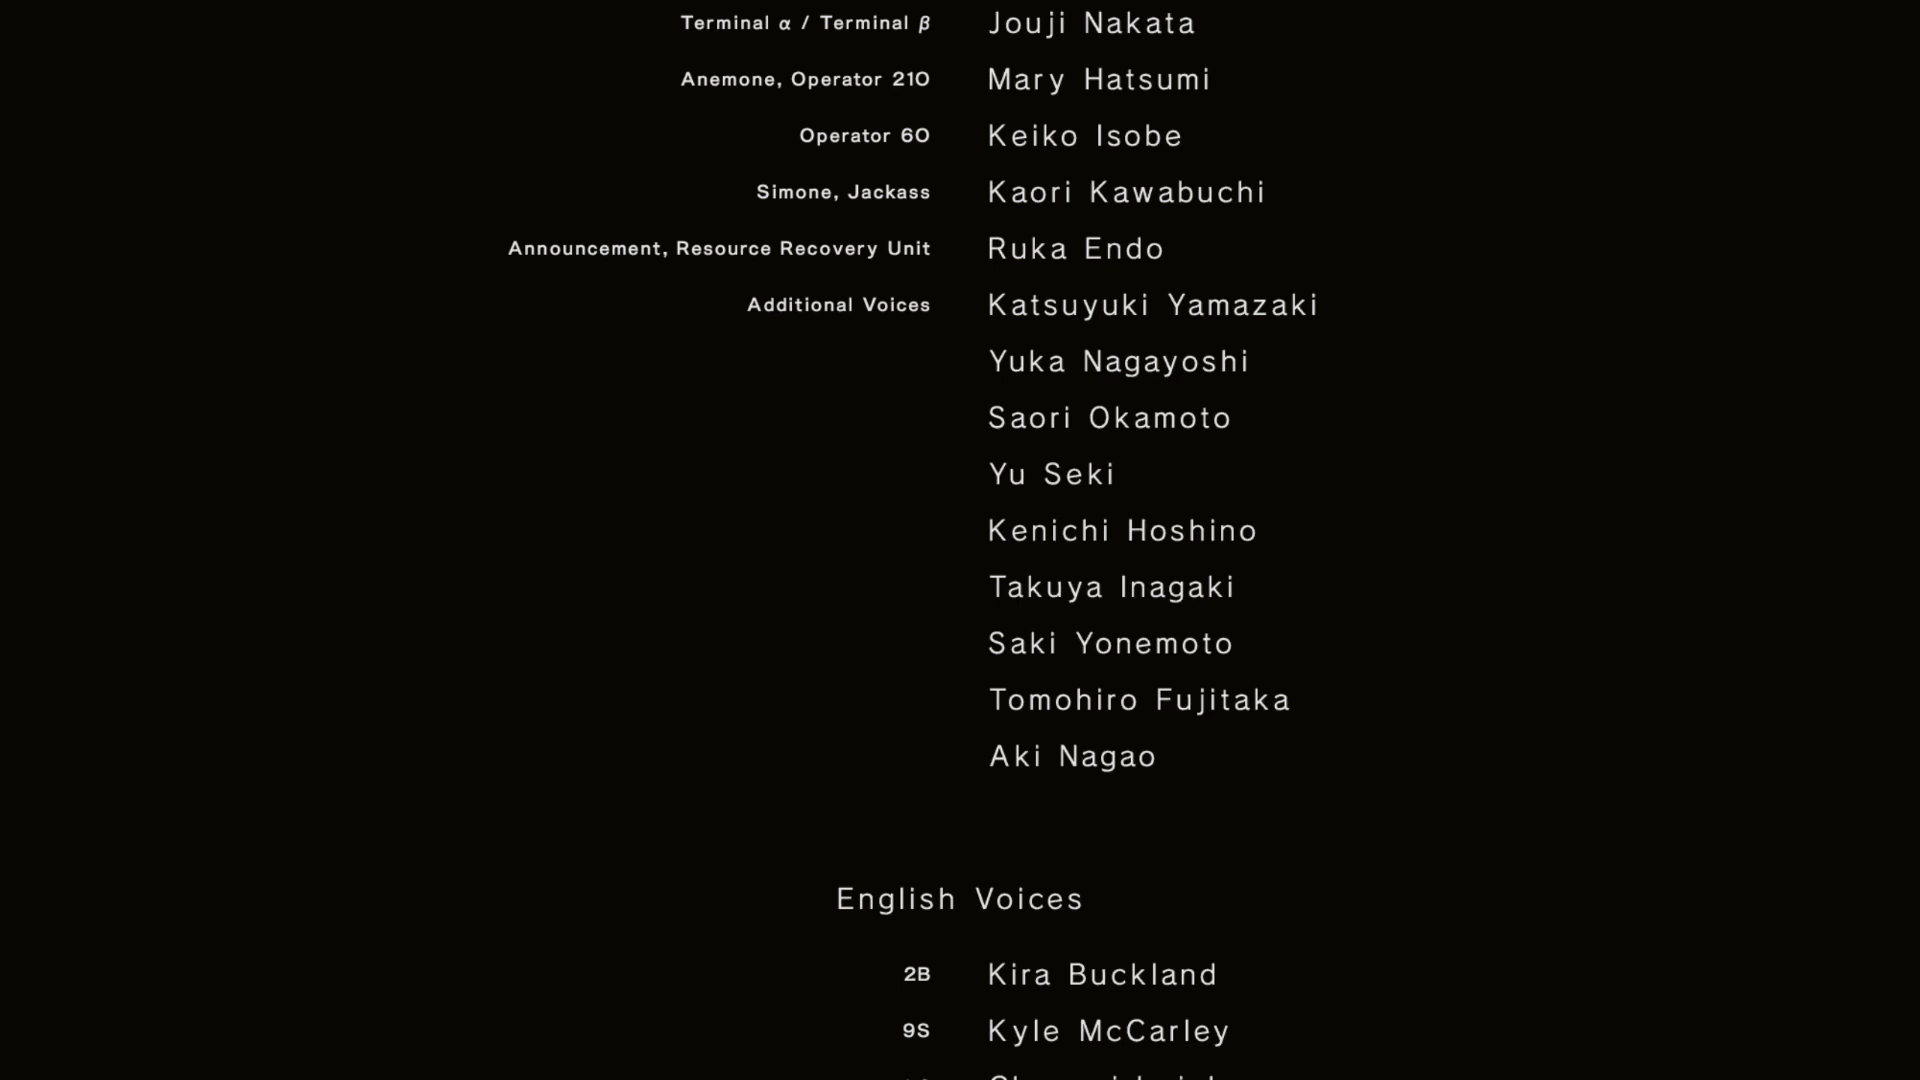 Terminal α / Terminal β Jouji Nakata
Anemone, Operator 21O Mary Hatsumi
Operator 6O Keiko Isobe
Simone, Jackass Kaori Kawabuchi
Announcement, Resource Recovery Unit Ruka Endo
Additional Voices Katsuyuki Yamazaki
Yuka Nagayoshi
Saori Okamoto
Yu Seki
Kenichi Hoshino
Takuya Inagaki
Saki Yonemoto
Tomohiro Fujitaka
Aki Nagao
English Voices
2B Kira Buckland
9S Kyle McCarley